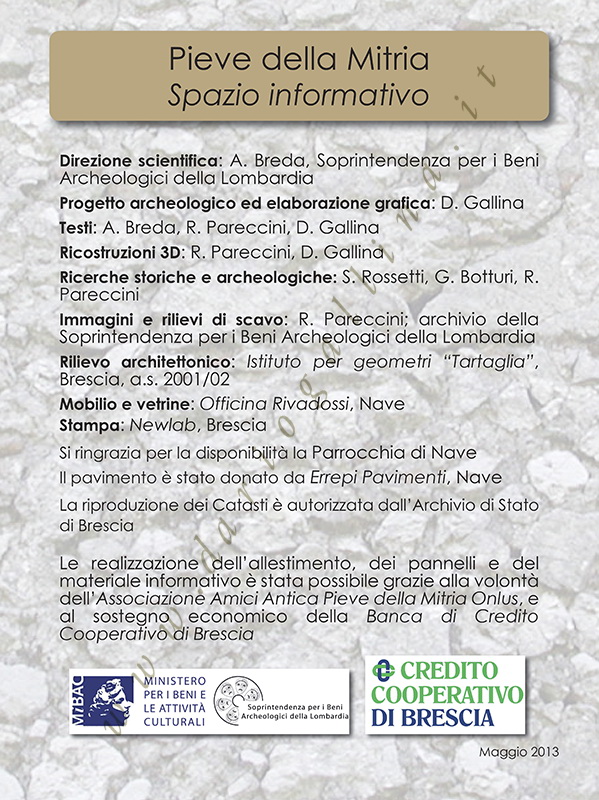 Pieve della Mitria
Spazio informativo
Direzione scientifica: A. Breda, Soprintendenza per i Beni
Archeologici della Lombardia
Progetto archeologico ed elaborazione grafica: D. Gallina
Testi: A. Breda, R. Pareccini, D. Gallina
Ricostruzioni 3D: R. Pareccini, D. Gallina
Ricerche storiche e archeologiche: S. Rossetti, G. Botturi, R.
Pareccini
Immagini e rilievi di scavo: R. Pareccini; archivio della
Soprintendenza per i Beni Archeologici della Lombardia
Rilievo architettonico: Istituto per geometri “Tartaglia”,
Brescia, a.s. 2001/02
Mobilio e vetrine: Officina Rivadossi, Nave
Stampa: Newlab, Brescia
Si ringrazia per la disponibilità la Parrocchia di Nave
Il pavimento è stato donato da Errepi Pavimenti, Nave
La riproduzione dei Catasti è autorizzata dall’Archivio di Stato
di Brescia
Le realizzazione dell’allestimento, dei pannelli e del
materiale informativo è stata possibile grazie alla volontà
dell’Associazione Amici Antica Pieve della Mitria Onlus, e
al sostegno economico della Banca di Credito
Cooperativo di Brescia
MiBAC
MINISTERO
PER I BENI E
LE ATTIVITÀ
CULTURALI
Soprintendenza per i Beni
Archeologici della Lombardia
CREDITO
COOPERATIVO
DI BRESCIA
Maggio 2013
www.dariogallina.it